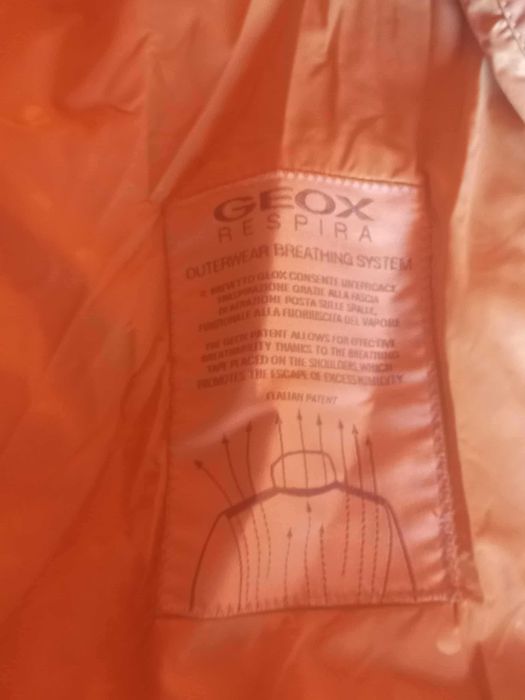 GEOX
RESPIRA
OUTERWEAR BREATHING SYSTEM
IL BREVETTO GEOX CONSENTE UN'EFFICACE
TRASPIRAZIONE GRAZIE ALLA FASCIA
DI AERAZIONE POSTA SULLE SPALLE,
FUNZIONALE ALLA FUORIUSCITA DEL VAPORE.
THE GEOX PATENT ALLOWS FOR EFFECTIVE
BREATHABILITY THANKS TO THE BREATHING
TAPE PLACED ON THE SHOULDERS WHICH
PROMOTES THE ESCAPE OF EXCESS HUMIDITY.
ITALIAN PATENT